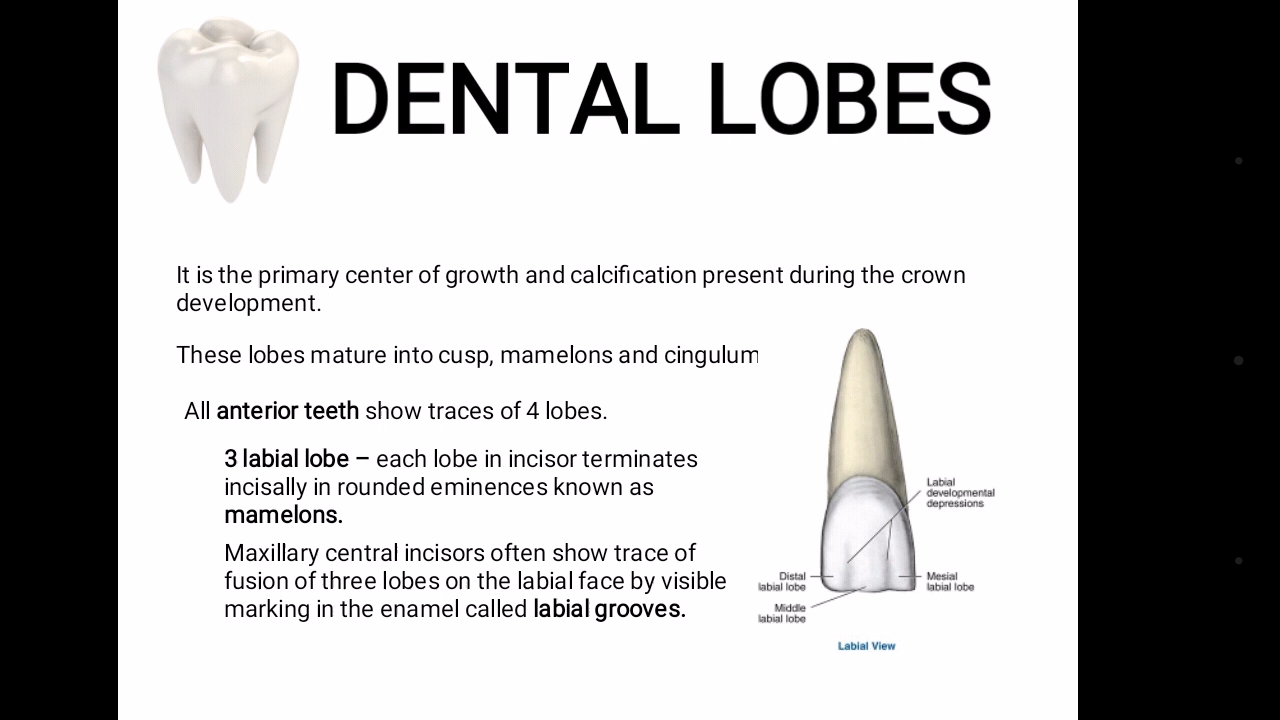 DENTAL LOBES
It is the primary center of growth and calcification present during the crown
development.
These lobes mature into cusp, mamelons and cingulum
All anterior teeth show traces of 4 lobes.
3 labial lobe – each lobe in incisor terminates
incisally in rounded eminences known as
mamelons.
Maxillary central incisors often show trace of
fusion of three lobes on the labial face by visible
marking in the enamel called labial grooves.
Labial
developmental
depressions
Distal
labial lobe
Mesial
labial lobe
Middle
labial lobe
Labial View